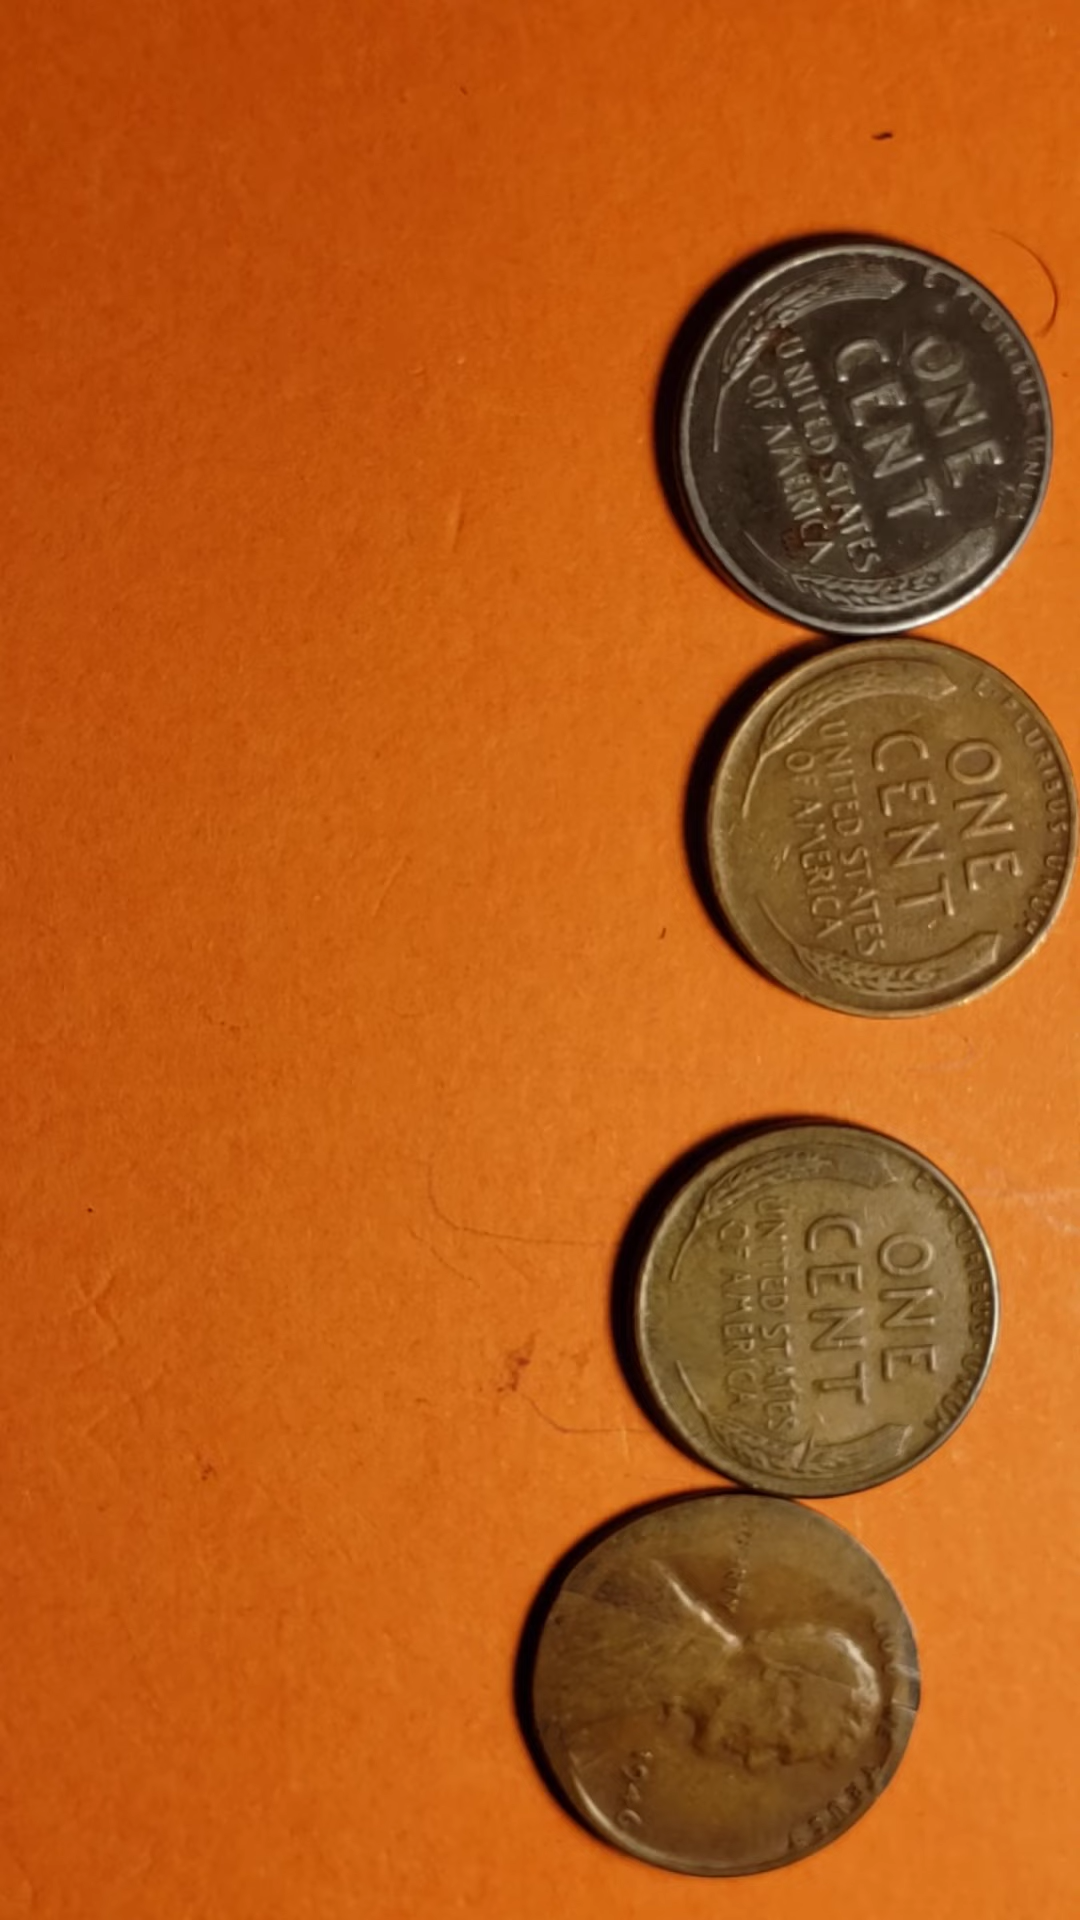 E PLURIBUS UNUM
ONE
CENT
UNITED STATES
OF AMERICA
E PLURIBUS UNUM
ONE
CENT
UNITED STATES
OF AMERICA
E PLURIBUS UNUM
ONE
CENT
UNITED STATES
OF AMERICA
1946